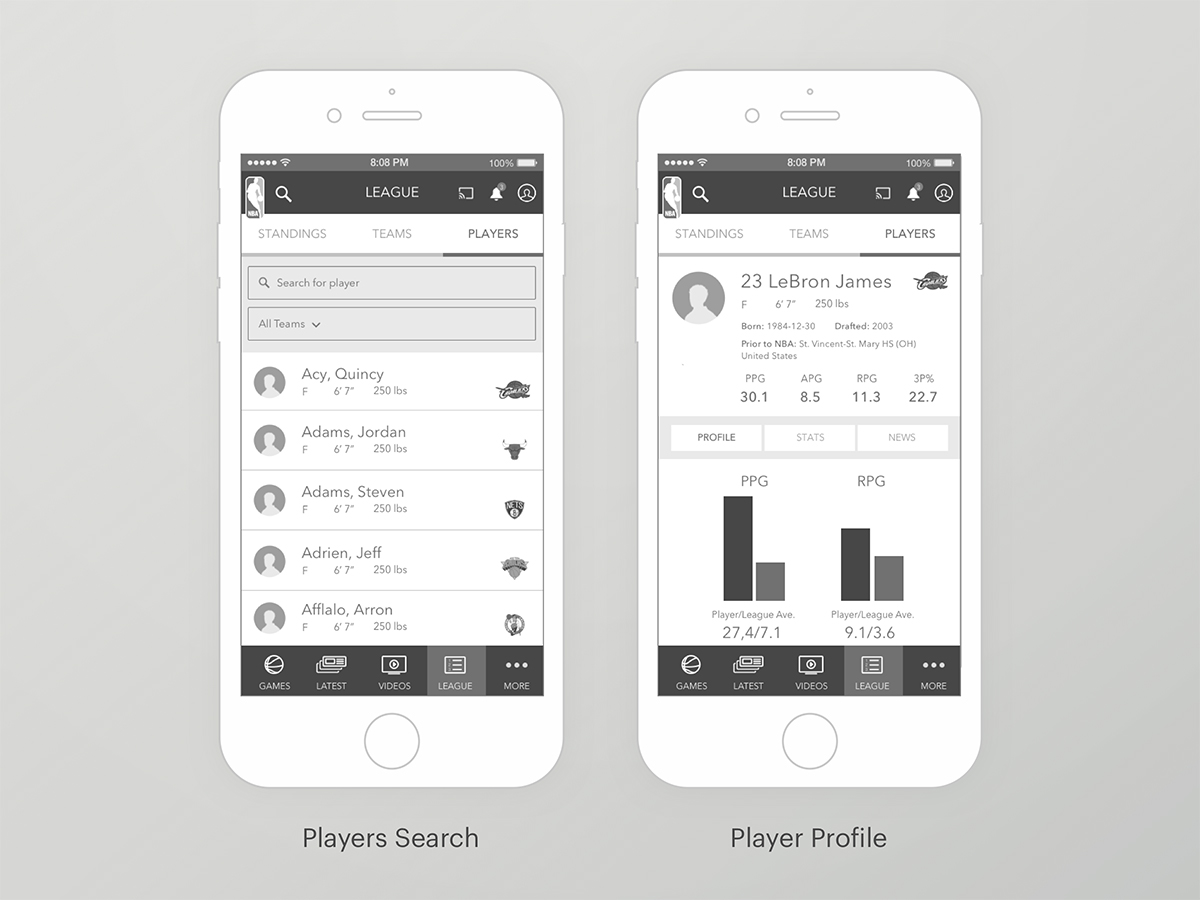 8:08 PM
100%
LEAGUE
3
NBA
STANDINGS TEAMS PLAYERS
Search for player
All Teams
Acy, Quincy
F 6' 7" 250 lbs
CAVALIERS
Adams, Jordan
F 6' 7" 250 lbs
Adams, Steven
F 6' 7" 250 lbs
NETS
B
Adrien, Jeff
F 6' 7" 250 lbs
Afflalo, Arron
F 6' 7" 250 lbs
GAMES LATEST VIDEOS LEAGUE MORE
Players Search
8:08 PM
100%
LEAGUE
3
NBA
STANDINGS TEAMS PLAYERS
23 LeBron James
CAVALIERS
F 6' 7" 250 lbs
Born: 1984-12-30 Drafted: 2003
Prior to NBA: St. Vincent-St. Mary HS (OH)
United States
PPG APG RPG 3P%
30.1 8.5 11.3 22.7
PROFILE STATS NEWS
PPG RPG
Player/League Ave. Player/League Ave.
27,4/7.1 9.1/3.6
GAMES LATEST VIDEOS LEAGUE MORE
Player Profile